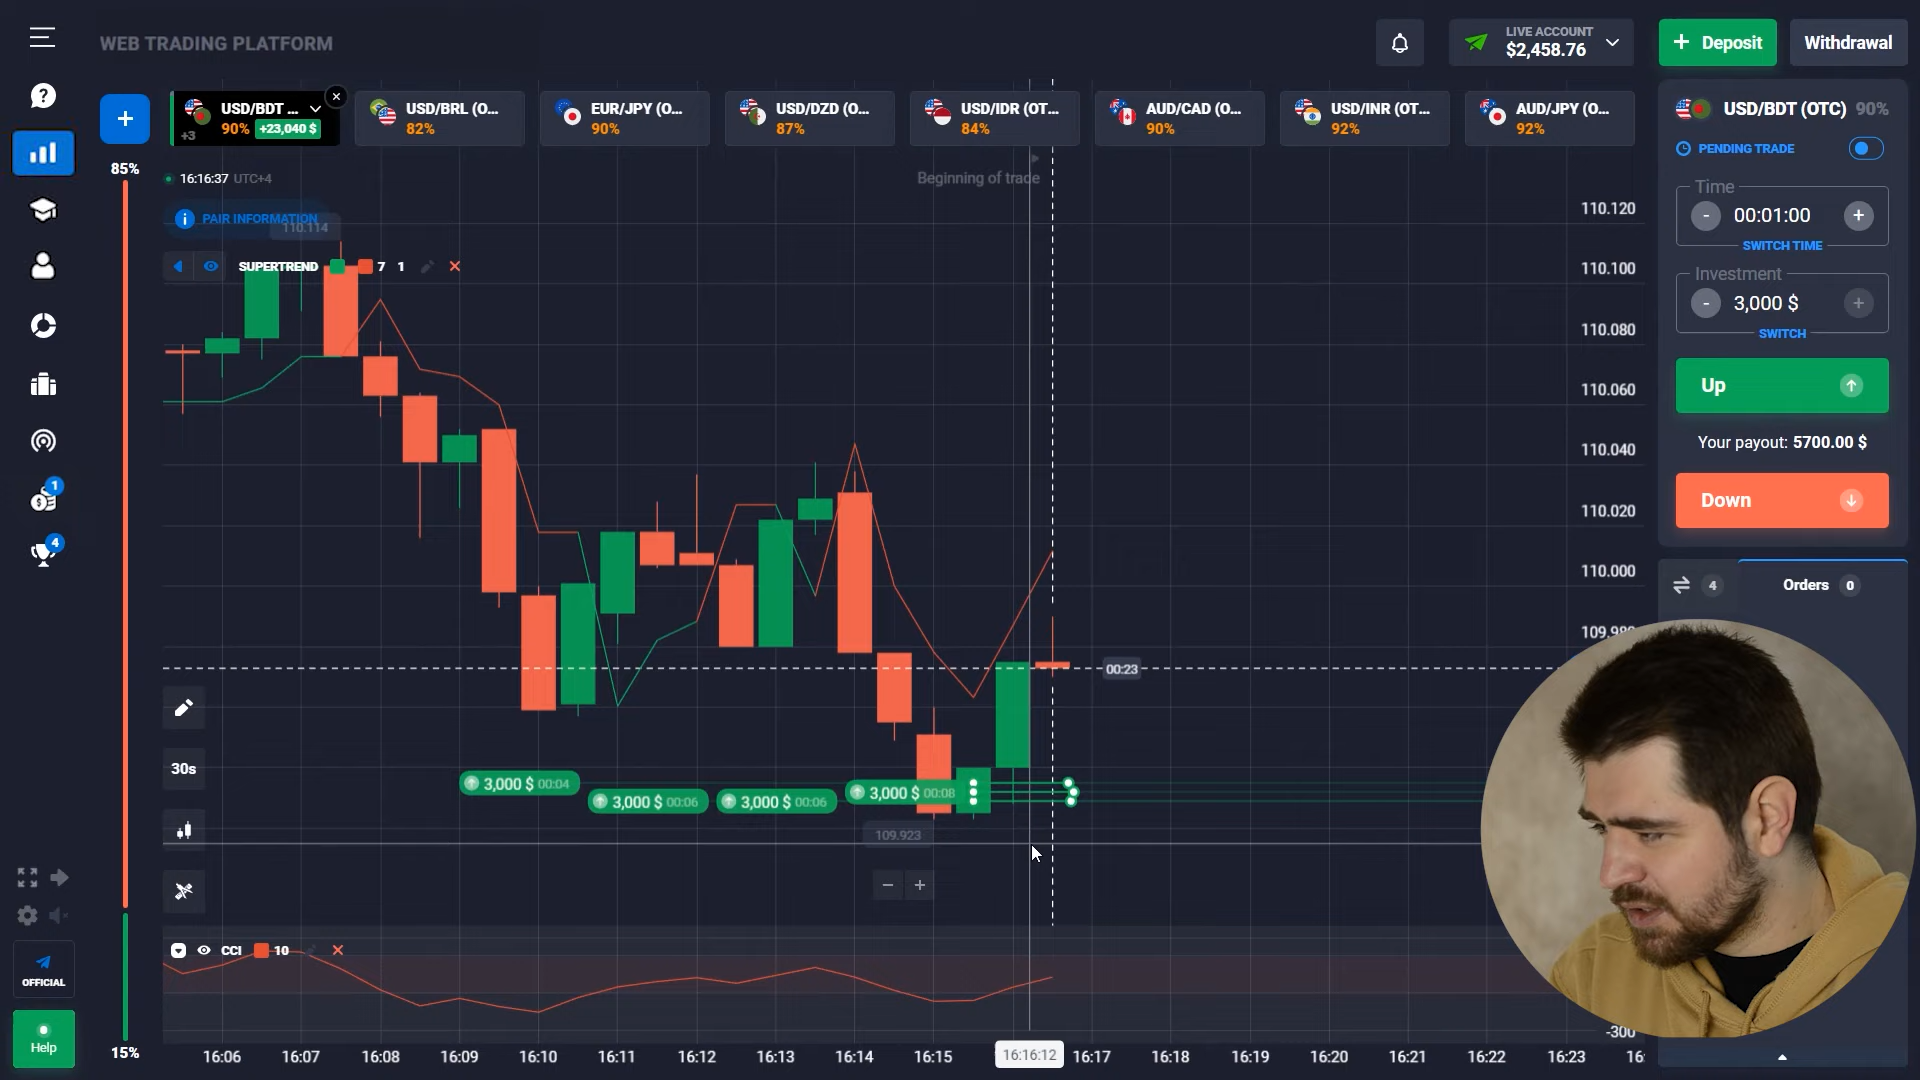 WEB TRADING PLATFORM
LIVE ACCOUNT
$2,458.76
Deposit
Withdrawal
USD/BDT ...
+3
90%
+23,040 $
USD/BRL (O...
82%
EUR/JPY (O...
90%
USD/DZD (O...
87%
USD/IDR (OT...
84%
AUD/CAD (O...
90%
USD/INR (OT...
92%
AUD/JPY (O...
92%
USD/BDT (OTC) 90%
PENDING TRADE
Time
- 00:01:00 +
SWITCH TIME
Investment
- 3,000 $ +
SWITCH
Up
Your payout: 5700.00 $
Down
4
Orders 0
85%
16:16:37 UTC+4
Beginning of trade
PAIR INFORMATION
110.114
SUPERTREND 7 1
110.120
110.100
110.080
110.060
110.040
110.020
110.000
00:23
30s
3,000 $ 00:04
3,000 $ 00:06
3,000 $ 00:06
3,000 $ 00:08
109.923
CCI 10
-300
1
4
OFFICIAL
Help
15%
16:06 16:07 16:08 16:09 16:10 16:11 16:12 16:13 16:14 16:15 16:16:12 16:17 16:18 16:19 16:20 16:21 16:22 16:23